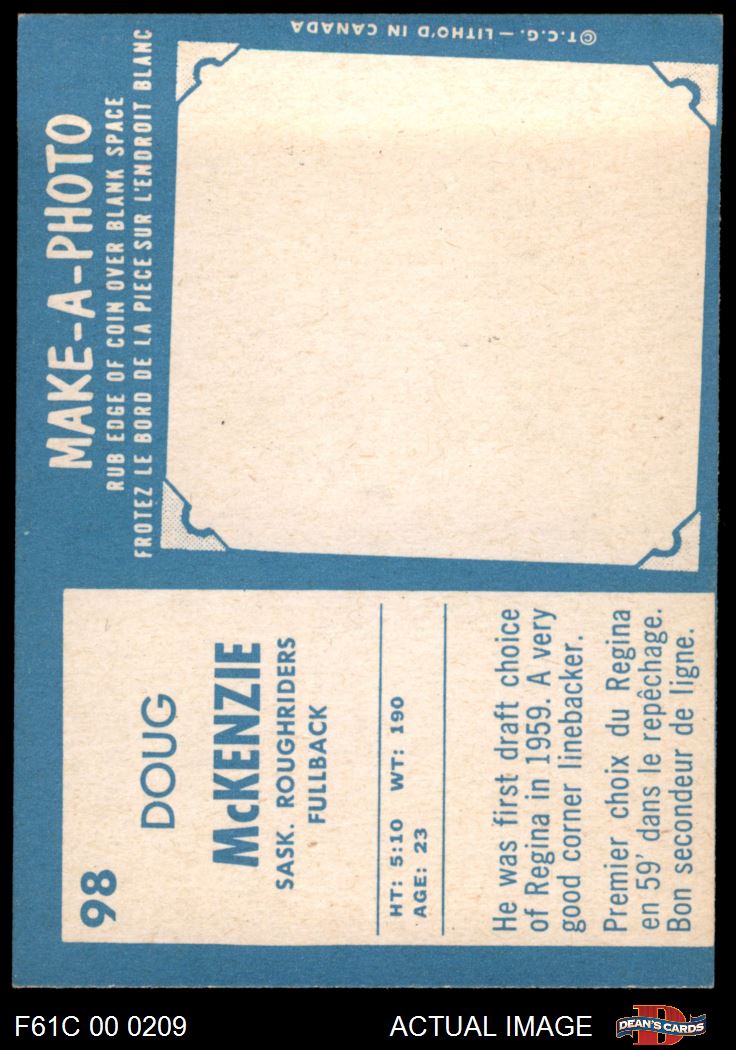 98
DOUG
McKENZIE
SASK. ROUGHRIDERS
FULLBACK
HT: 5:10 WT: 190
AGE: 23
He was first draft choice
of Regina in 1959. A very
good corner linebacker.
Premier choix du Regina
en 59' dans le repêchage.
Bon secondeur de ligne.
MAKE-A-PHOTO
RUB EDGE OF COIN OVER BLANK SPACE
FROTEZ LE BORD DE LA PIECE SUR L'ENDROIT BLANC
©T.C.G.—LITHO'D IN CANADA
F61C 00 0209
ACTUAL IMAGE
D
DEAN'S CARDS